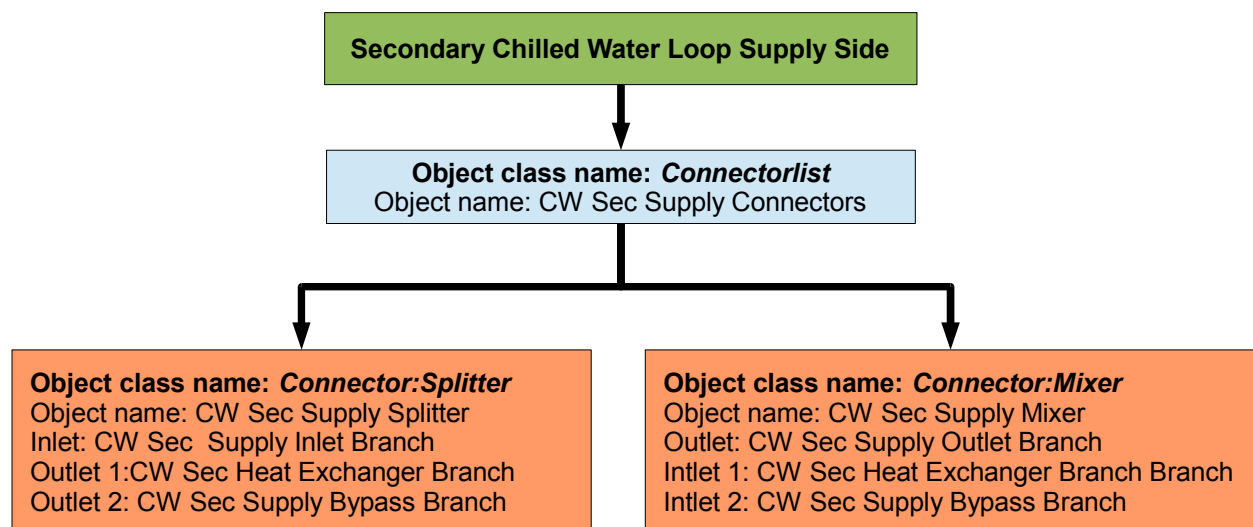 Secondary Chilled Water Loop Supply Side
Object class name: Connectorlist
Object name: CW Sec Supply Connectors
Object class name: Connector:Splitter
Object name: CW Sec Supply Splitter
Inlet: CW Sec  Supply Inlet Branch
Outlet 1:CW Sec Heat Exchanger Branch
Outlet 2: CW Sec Supply Bypass Branch
Object class name: Connector:Mixer
Object name: CW Sec Supply Mixer
Outlet: CW Sec Supply Outlet Branch
Intlet 1: CW Sec Heat Exchanger Branch Branch
Intlet 2: CW Sec Supply Bypass Branch